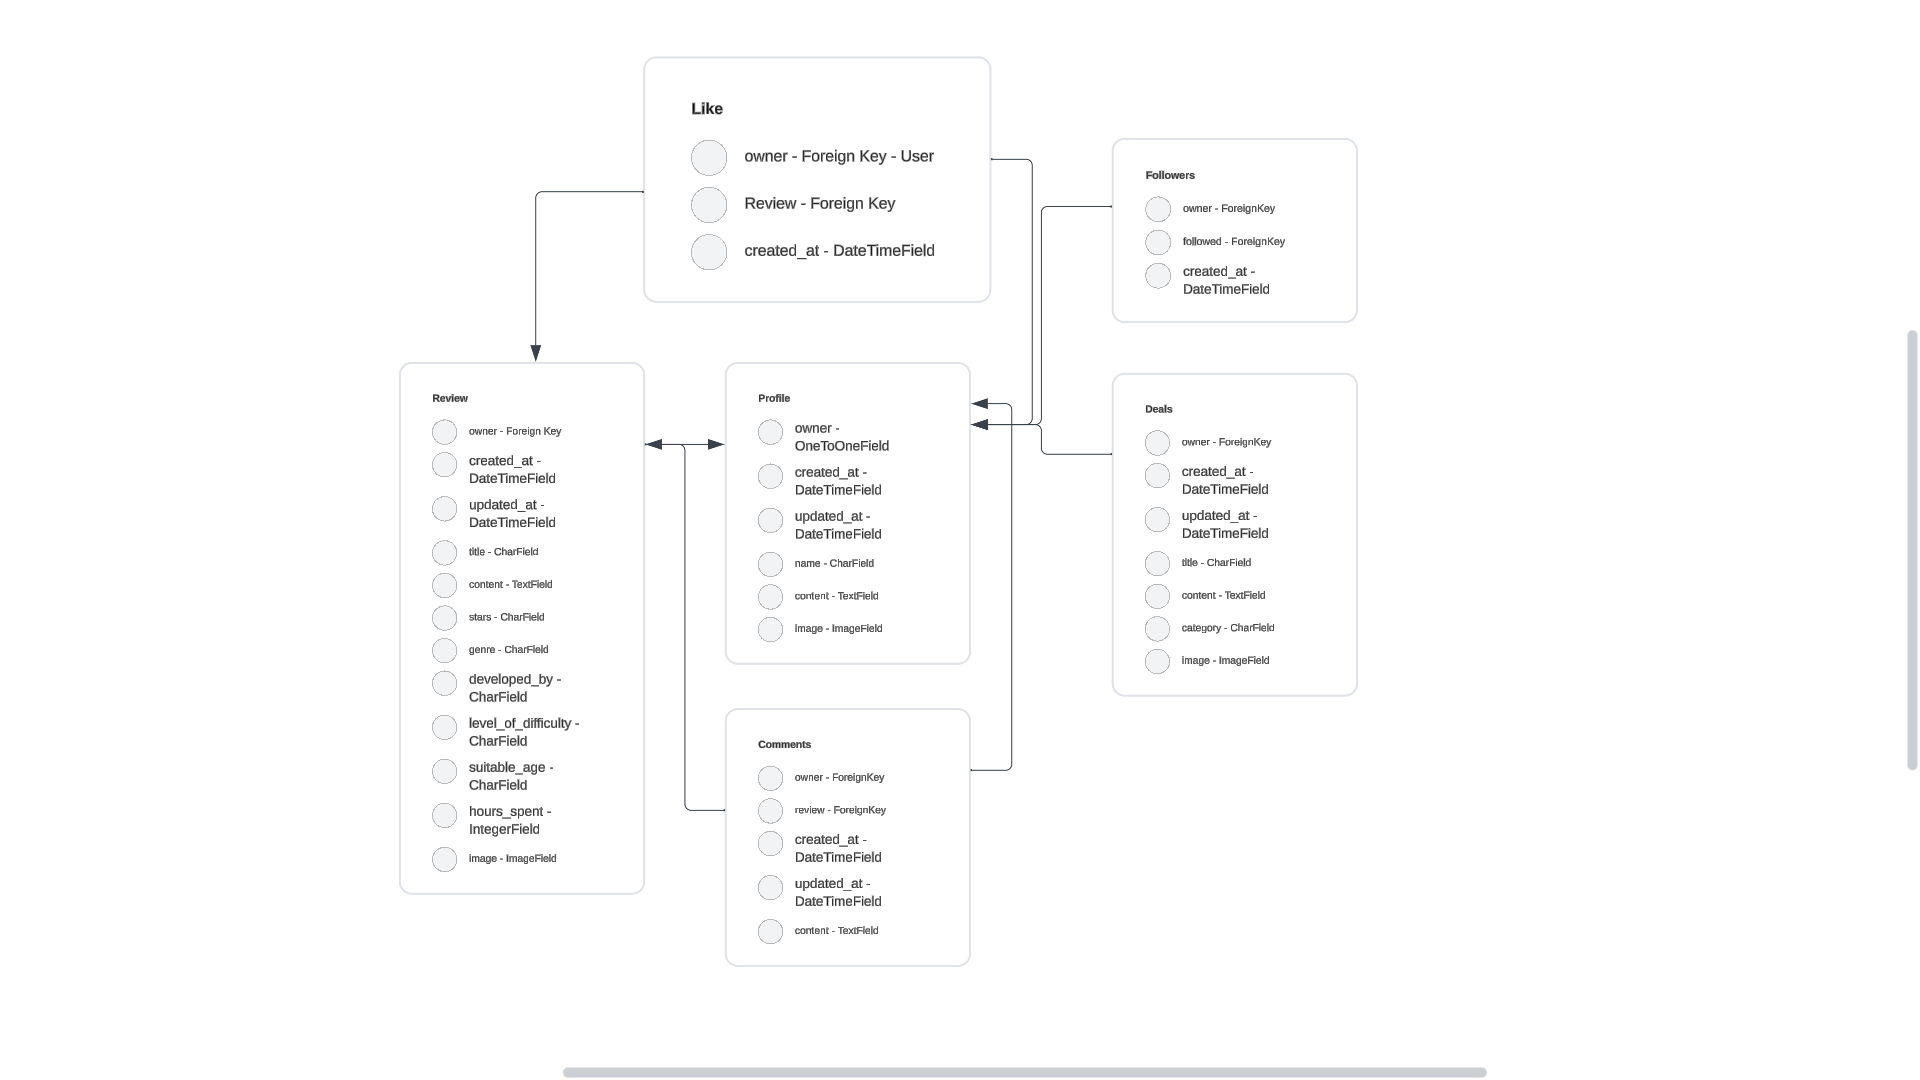 Like
owner - Foreign Key - User
Review - Foreign Key
created_at - DateTimeField
Followers
owner - ForeignKey
followed - ForeignKey
created_at -
DateTimeField
Review
owner - Foreign Key
created_at -
DateTimeField
updated_at -
DateTimeField
title - CharField
content - TextField
stars - CharField
genre - CharField
developed_by -
CharField
level_of_difficulty -
CharField
suitable_age -
CharField
hours_spent -
IntegerField
image - ImageField
Profile
owner -
OneToOneField
created_at -
DateTimeField
updated_at -
DateTimeField
name - CharField
content - TextField
image - ImageField
Deals
owner - ForeignKey
created_at -
DateTimeField
updated_at -
DateTimeField
title - CharField
content - TextField
category - CharField
image - ImageField
Comments
owner - ForeignKey
review - ForeignKey
created_at -
DateTimeField
updated_at -
DateTimeField
content - TextField